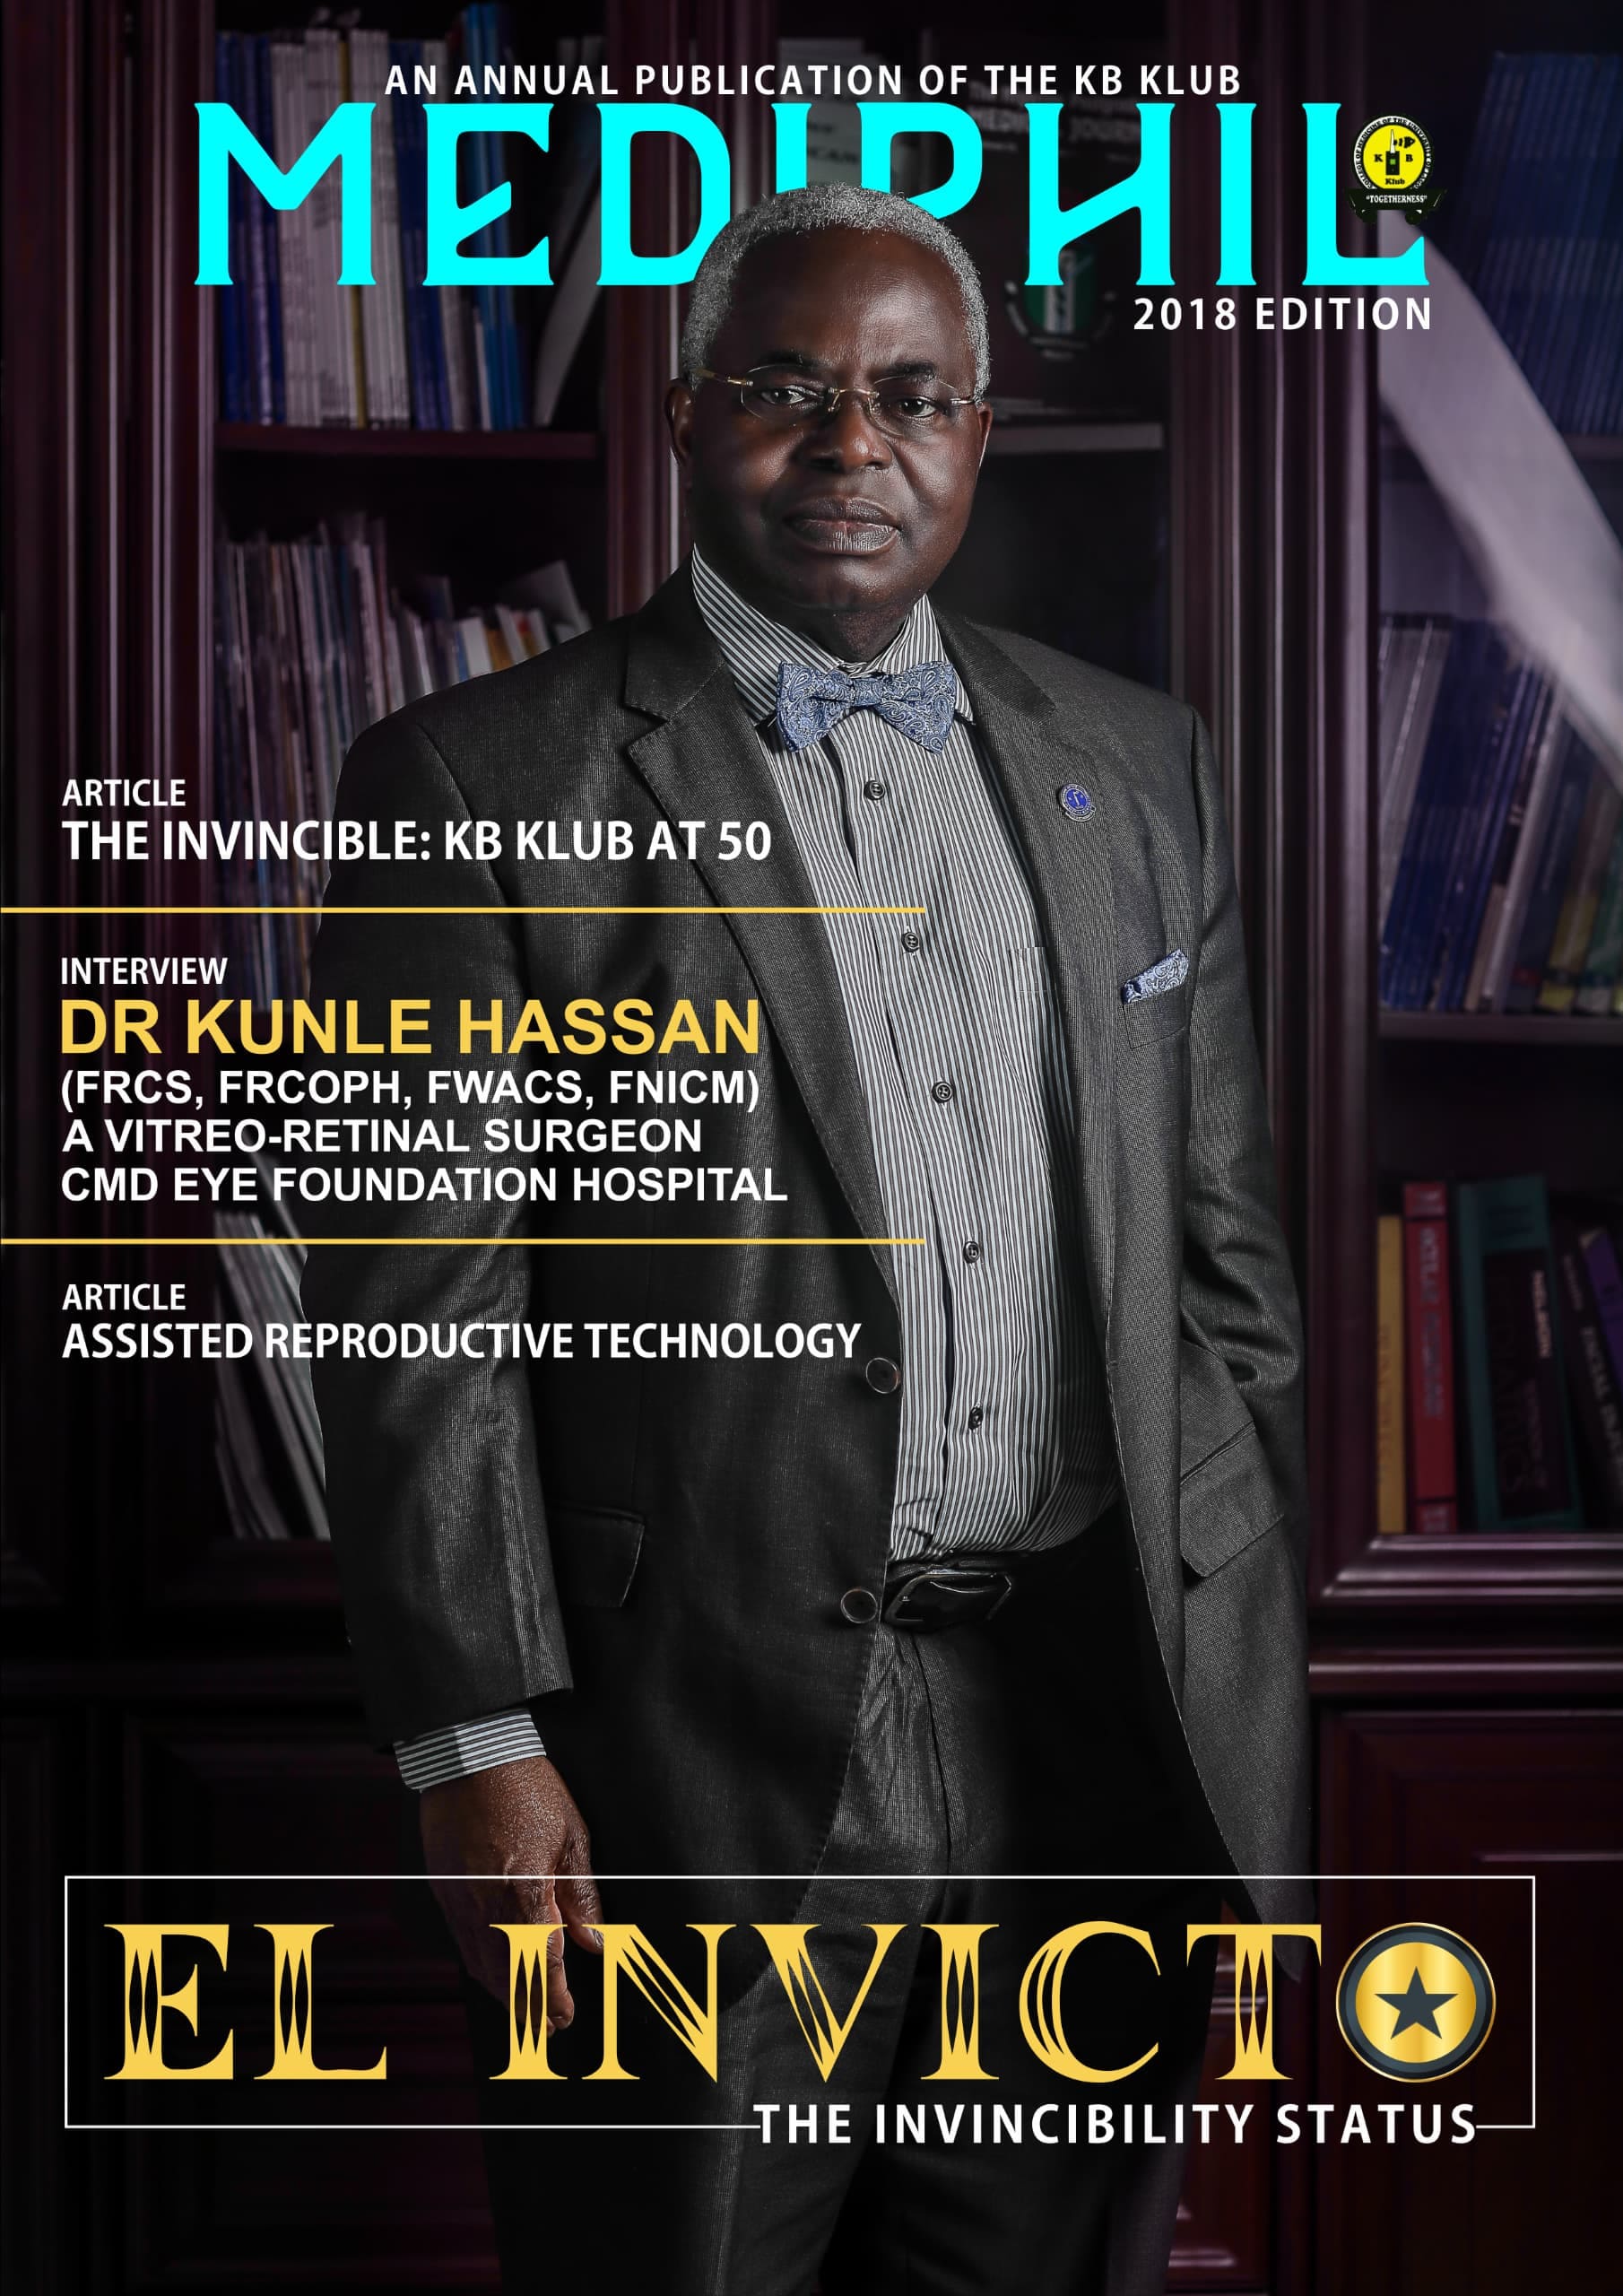 AN ANNUAL PUBLICATION OF THE KB KLUB
MEDIPHIL
K B
Klub
"TOGETHERNESS"
2018 EDITION
ARTICLE
THE INVINCIBLE: KB KLUB AT 50
INTERVIEW
DR KUNLE HASSAN
(FRCS, FRCOPH, FWACS, FNICM)
A VITREO-RETINAL SURGEON
CMD EYE FOUNDATION HOSPITAL
ARTICLE
ASSISTED REPRODUCTIVE TECHNOLOGY
EL INVICTO
THE INVINCIBILITY STATUS